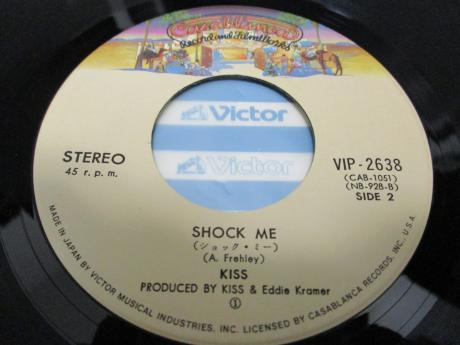 Casablanca
Record and FilmWorks
Victor
Victor
STEREO
45 r.p.m.
VIP-2638
(CAB-1051)
(NB-928-B)
SIDE 2
SHOCK ME
(ショック・ミー)
(A. Frehley)
KISS
PRODUCED BY KISS & Eddie Kramer
1
MADE IN JAPAN BY VICTOR MUSICAL INDUSTRIES, INC. LICENSED BY CASABLANCA RECORDS, INC. U.S.A.